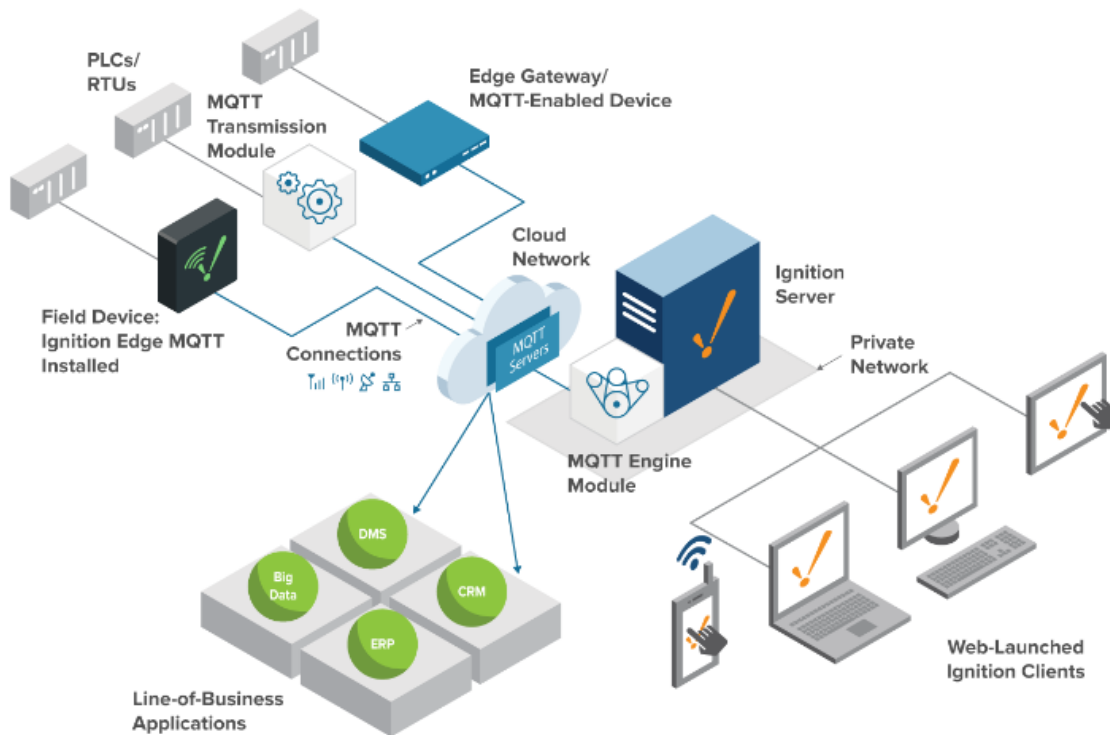 PLCs/
RTUs
MQTT
Transmission
Module
Edge Gateway/
MQTT-Enabled Device
Field Device:
Ignition Edge MQTT
Installed
MQTT
Connections
Cloud
Network
MQTT
Servers
Ignition
Server
Private
Network
MQTT Engine
Module
DMS
Big
Data
CRM
ERP
Line-of-Business
Applications
Web-Launched
Ignition Clients